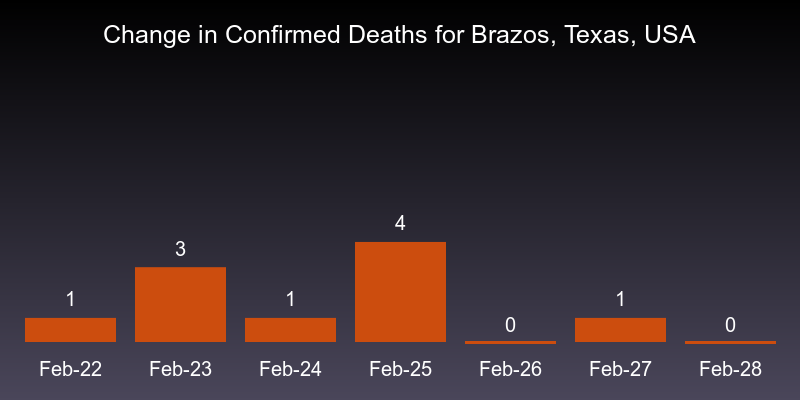 Change in Confirmed Deaths for Brazos, Texas, USA
4
3
1 1 0 1 0
Feb-22 Feb-23 Feb-24 Feb-25 Feb-26 Feb-27 Feb-28